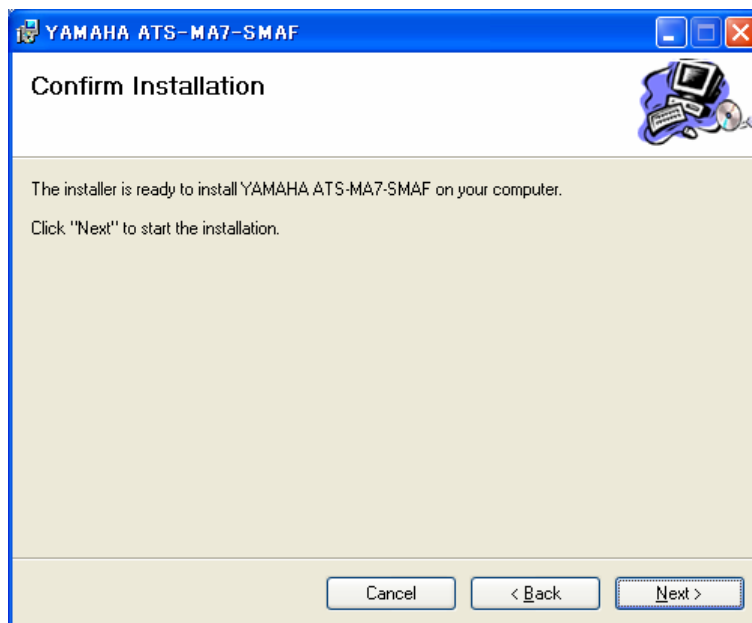 YAMAHA ATS-MA7-SMAF
Confirm Installation
The installer is ready to install YAMAHA ATS-MA7-SMAF on your computer.
Click "Next" to start the installation.
Cancel
< Back
Next >